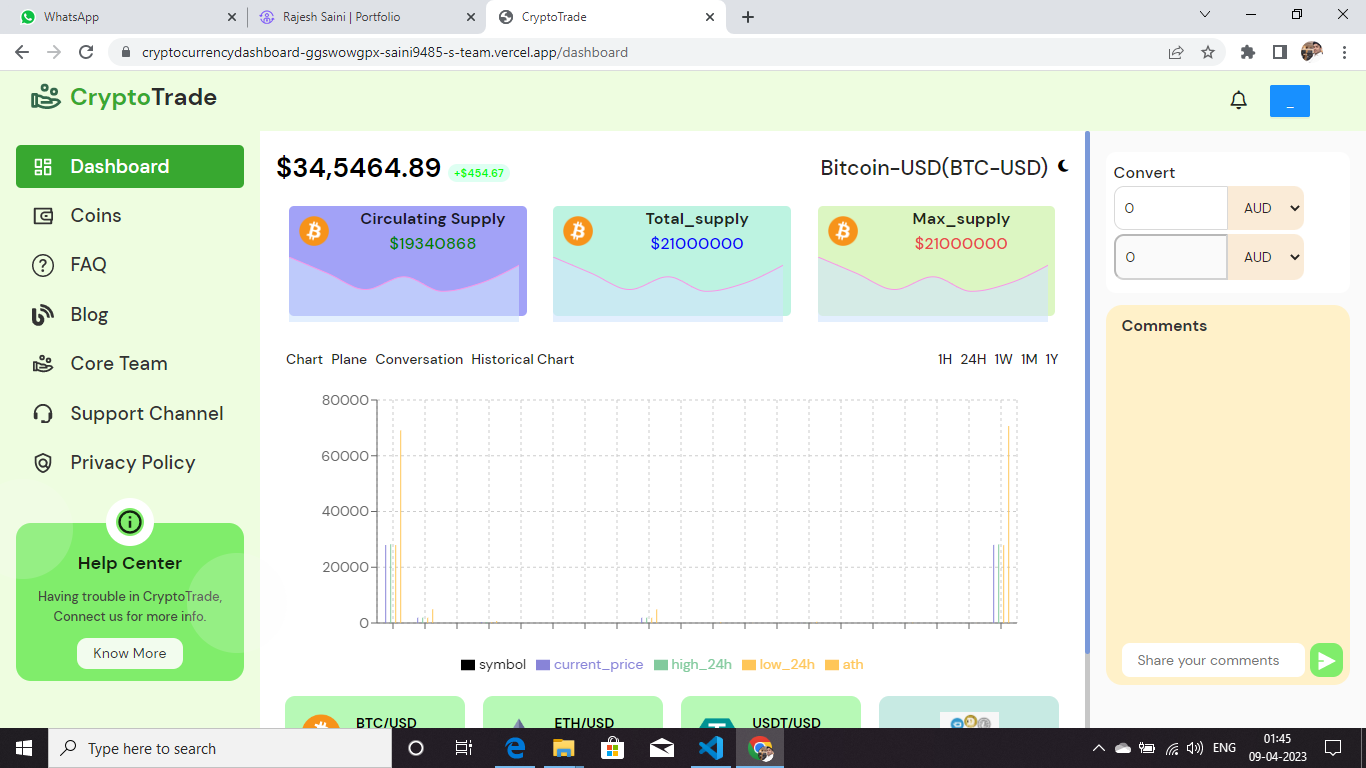 WhatsApp
Rajesh Saini | Portfolio
CryptoTrade
cryptocurrencydashboard-ggswowgpx-saini9485-s-team.vercel.app/dashboard
CryptoTrade
Dashboard
Coins
FAQ
Blog
Core Team
Support Channel
Privacy Policy
Help Center
Having trouble in CryptoTrade,
Connect us for more info.
Know More
$34,5464.89 +$454.67
Bitcoin-USD(BTC-USD)
Circulating Supply
$19340868
Total_supply
$21000000
Max_supply
$21000000
Chart Plane Conversation Historical Chart
1H 24H 1W 1M 1Y
80000
60000
40000
20000
0
symbol current_price high_24h low_24h ath
BTC/USD
ETH/USD
USDT/USD
Convert
0 AUD
0 AUD
Comments
Share your comments
Type here to search
ENG
01:45
09-04-2023